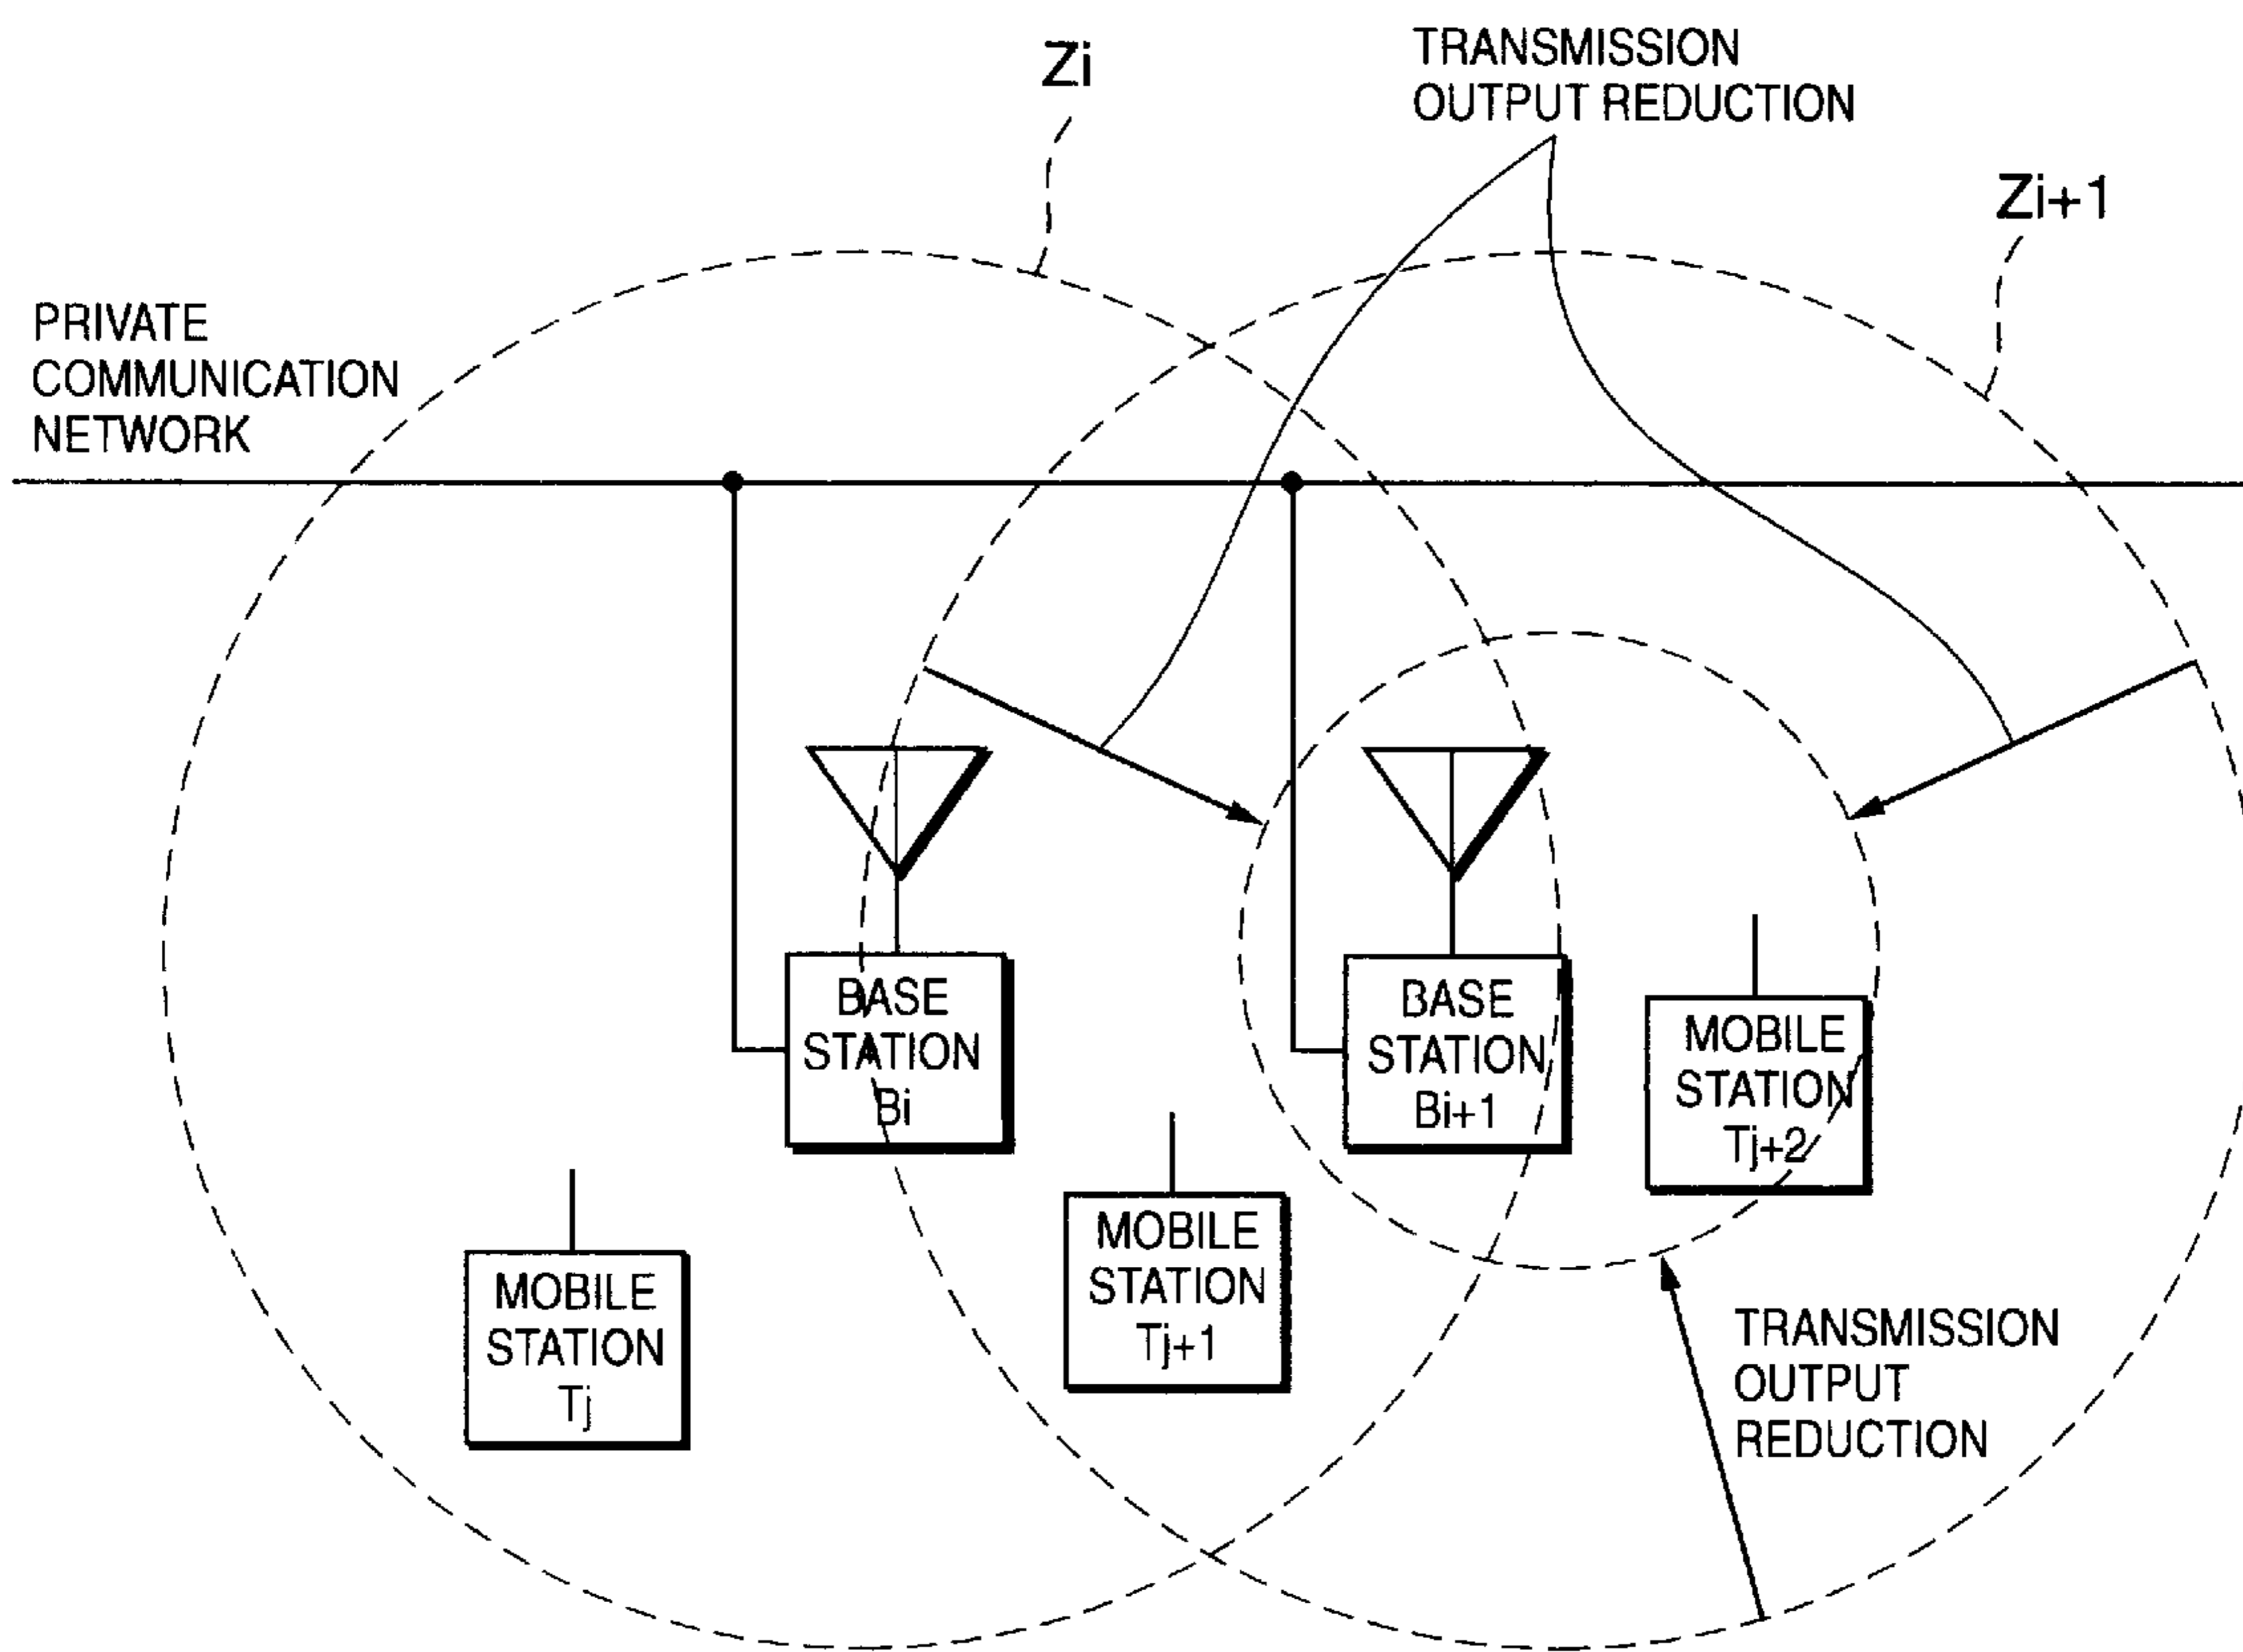 Zi
TRANSMISSION
OUTPUT REDUCTION
Zi+1
PRIVATE
COMMUNICATION
NETWORK
BASE
STATION
Bi
BASE
STATION
Bi+1
MOBILE
STATION
Tj+2
MOBILE
STATION
Tj+1
MOBILE
STATION
Tj
TRANSMISSION
OUTPUT
REDUCTION